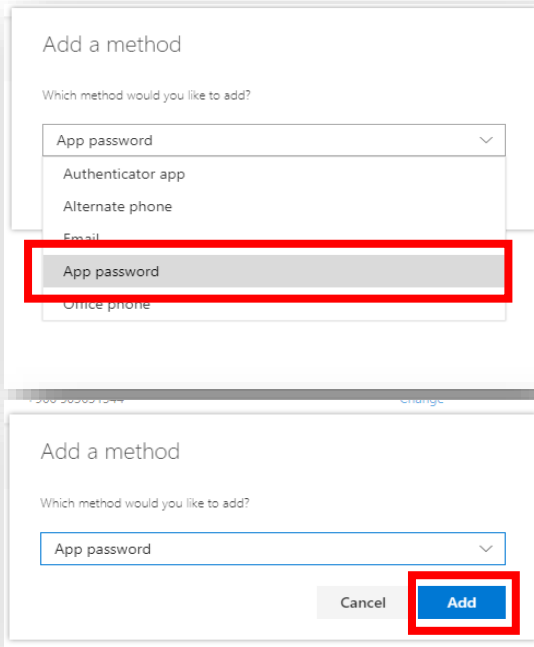 Add a method
Which method would you like to add?
App password
Authenticator app
Alternate phone
Email
App password
Office phone
Change
Add a method
Which method would you like to add?
App password
Cancel
Add